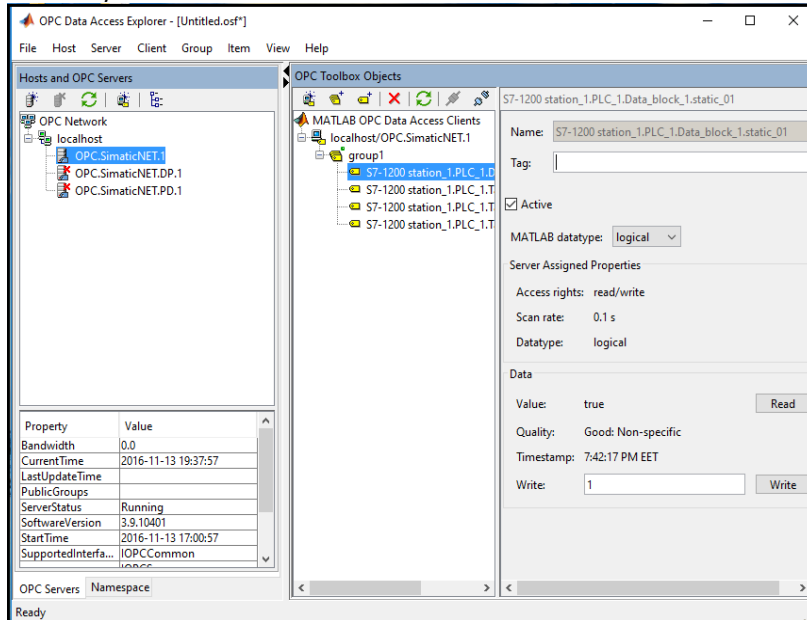 OPC Data Access Explorer - [Untitled.osf*]
File Host Server Client Group Item View Help
Hosts and OPC Servers
OPC Network
localhost
OPC.SimaticNET.1
OPC.SimaticNET.DP.1
OPC.SimaticNET.PD.1
Property Value
Bandwidth 0.0
CurrentTime 2016-11-13 19:37:57
LastUpdateTime
PublicGroups
ServerStatus Running
SoftwareVersion 3.9.10401
StartTime 2016-11-13 17:00:57
SupportedInterfa... IOPCCommon
OPC Servers Namespace
OPC Toolbox Objects
MATLAB OPC Data Access Clients
localhost/OPC.SimaticNET.1
group1
S7-1200 station_1.PLC_1.D
S7-1200 station_1.PLC_1.T
S7-1200 station_1.PLC_1.T
S7-1200 station_1.PLC_1.T
S7-1200 station_1.PLC_1.Data_block_1.static_01
Name: S7-1200 station_1.PLC_1.Data_block_1.static_01
Tag:
Active
MATLAB datatype: logical
Server Assigned Properties
Access rights: read/write
Scan rate: 0.1 s
Datatype: logical
Data
Value: true Read
Quality: Good: Non-specific
Timestamp: 7:42:17 PM EET
Write: 1 Write
Ready